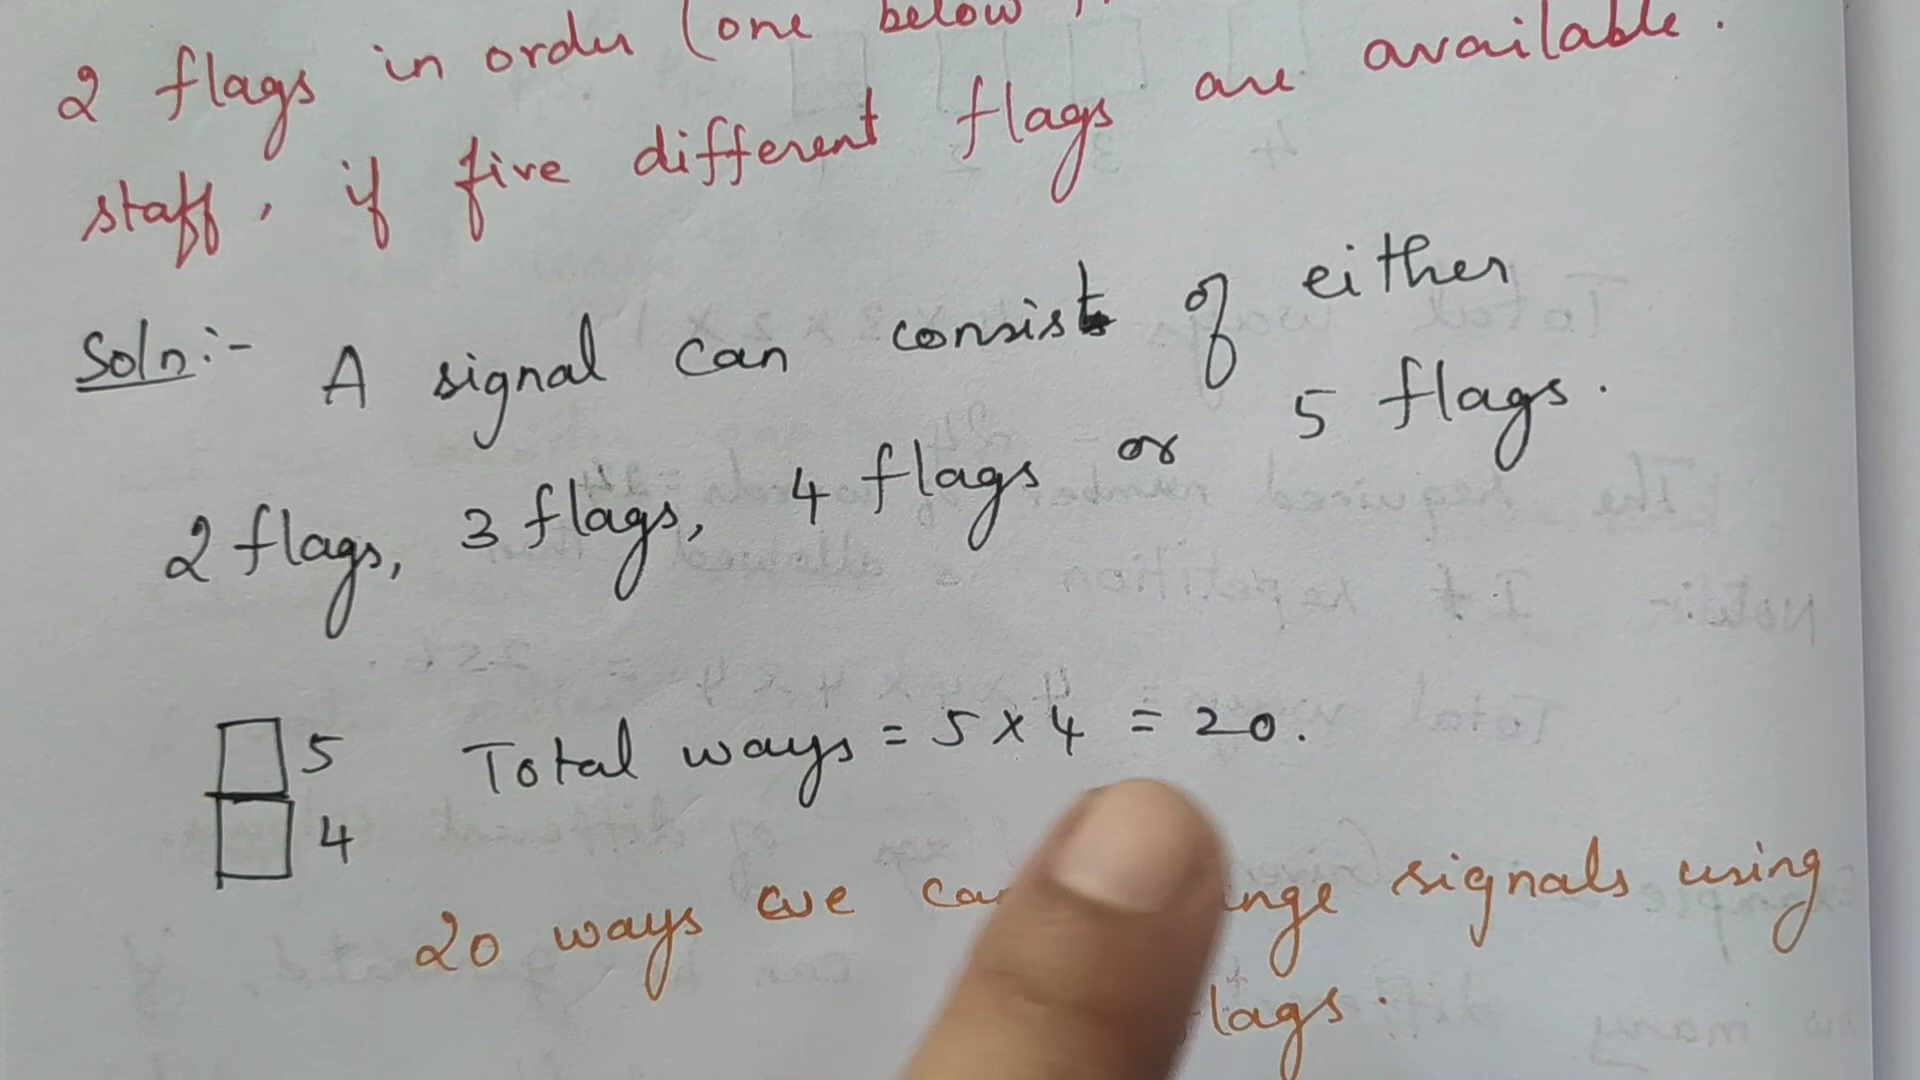 2 flags in order (one below
staff, if five different flags are available.
Soln:- A signal can consist of either
2 flags, 3 flags, 4 flags or 5 flags.
5 Total ways = 5 x 4 = 20.
4
20 ways we signals using